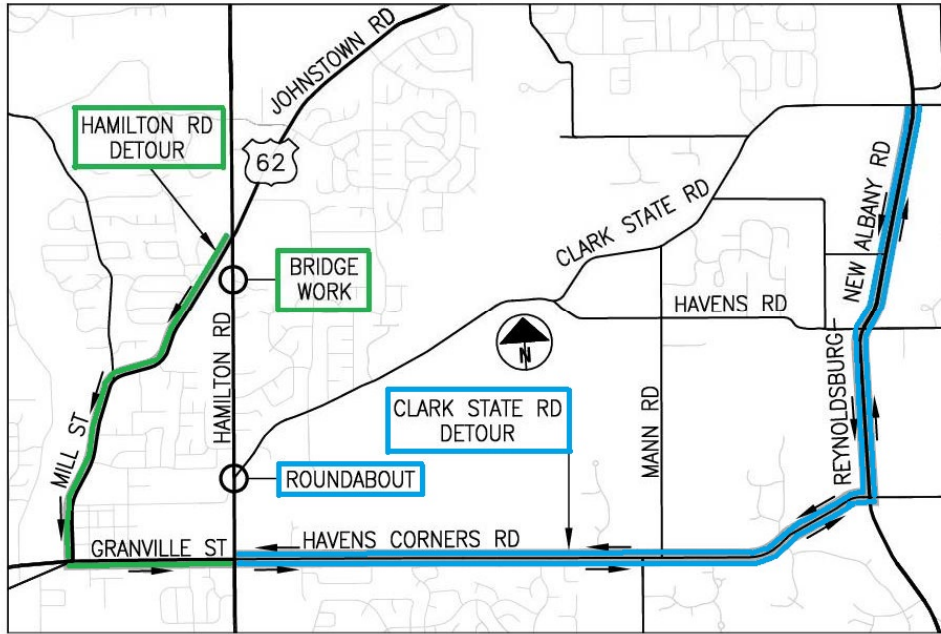 JOHNSTOWN RD
HAMILTON RD
DETOUR
62
NEW ALBANY RD
CLARK STATE RD
BRIDGE
WORK
HAVENS RD
HAMILTON RD
N
CLARK STATE RD
DETOUR
MANN RD
REYNOLDSBURG-
MILL ST
ROUNDABOUT
GRANVILLE ST
HAVENS CORNERS RD